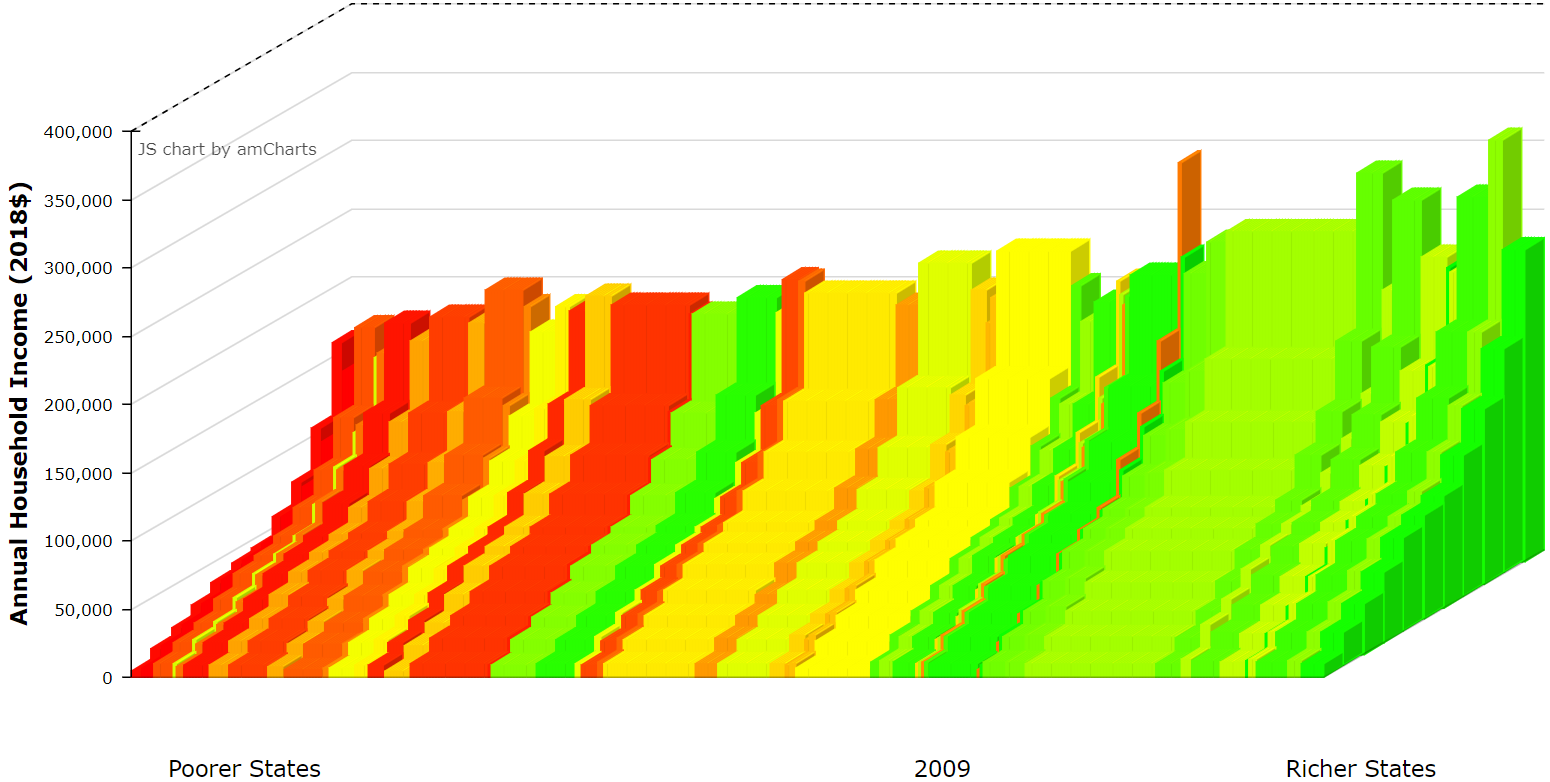 400,000
JS chart by amCharts
350,000
300,000
250,000
200,000
150,000
100,000
50,000
0
Annual Household Income (2018$)
Poorer States
2009
Richer States